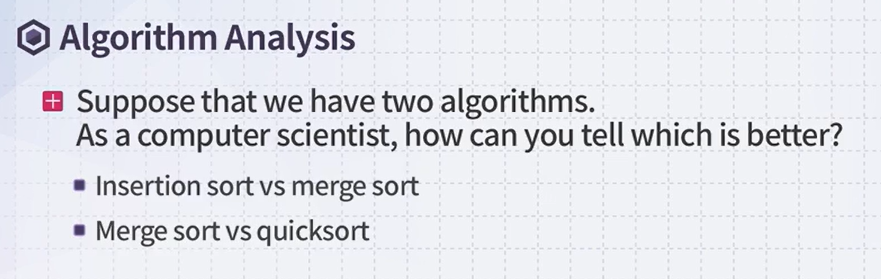 Algorithm Analysis
Suppose that we have two algorithms.
As a computer scientist, how can you tell which is better?
Insertion sort vs merge sort
Merge sort vs quicksort